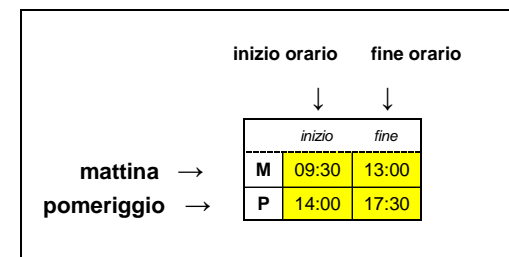 inizio orario fine orario
↓ ↓
inizio fine
mattina → M 09:30 13:00
pomeriggio → P 14:00 17:30